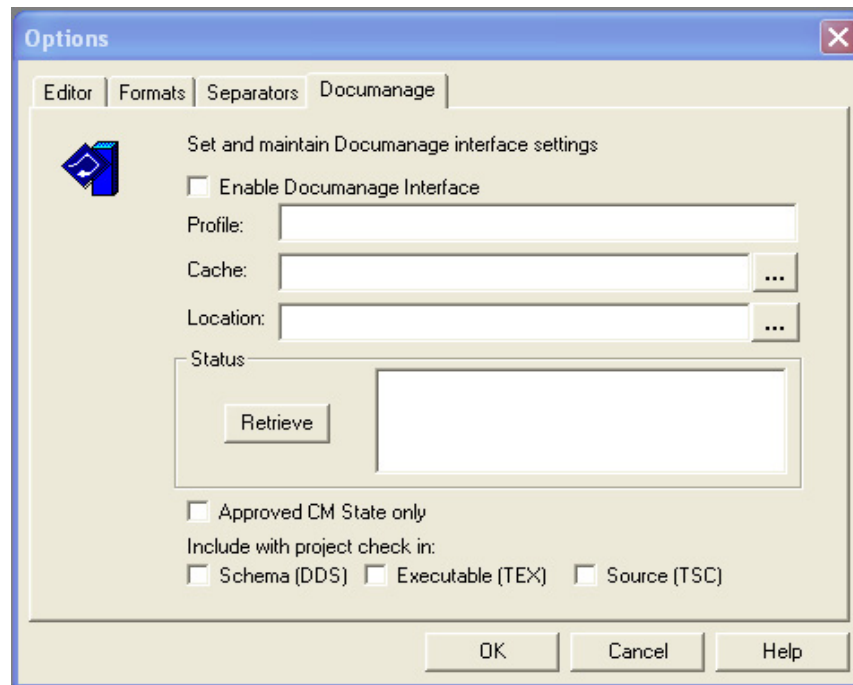 Options
Editor Formats Separators Documanage
Set and maintain Documanage interface settings
Enable Documanage Interface
Profile:
Cache: ...
Location: ...
Status
Retrieve
Approved CM State only
Include with project check in:
Schema (DDS) Executable (TEX) Source (TSC)
OK Cancel Help